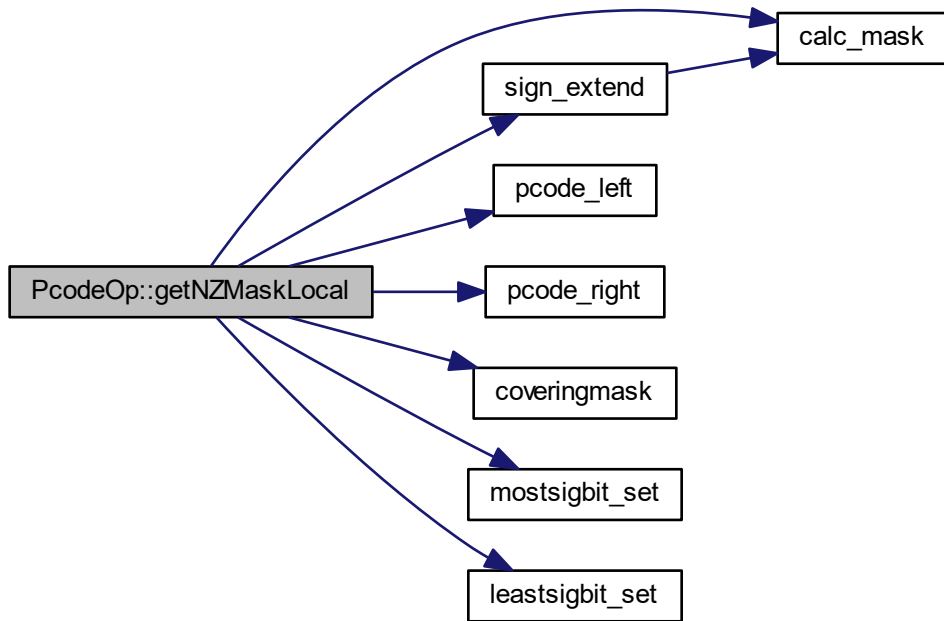 calc_mask
sign_extend
pcode_left
PcodeOp::getNZMaskLocal
pcode_right
coveringmask
mostsigbit_set
leastsigbit_set